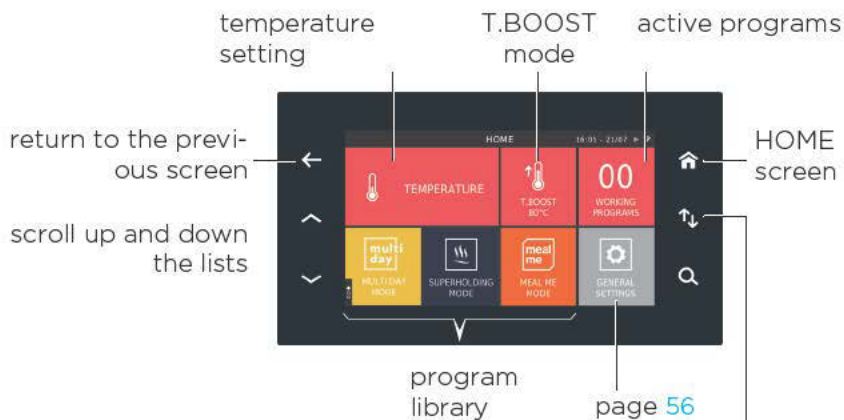 temperature setting
T.BOOST mode
active programs
return to the previ-
ous screen
HOME screen
scroll up and down
the lists
HOME
16:05 - 21/07
TEMPERATURE
T.BOOST
80°C
00
WORKING
PROGRAMS
multi
day
MULTI DAY
MODE
SUPERHOLDING
MODE
meal
me
MEAL ME
MODE
GENERAL
SETTINGS
program
library
page 56